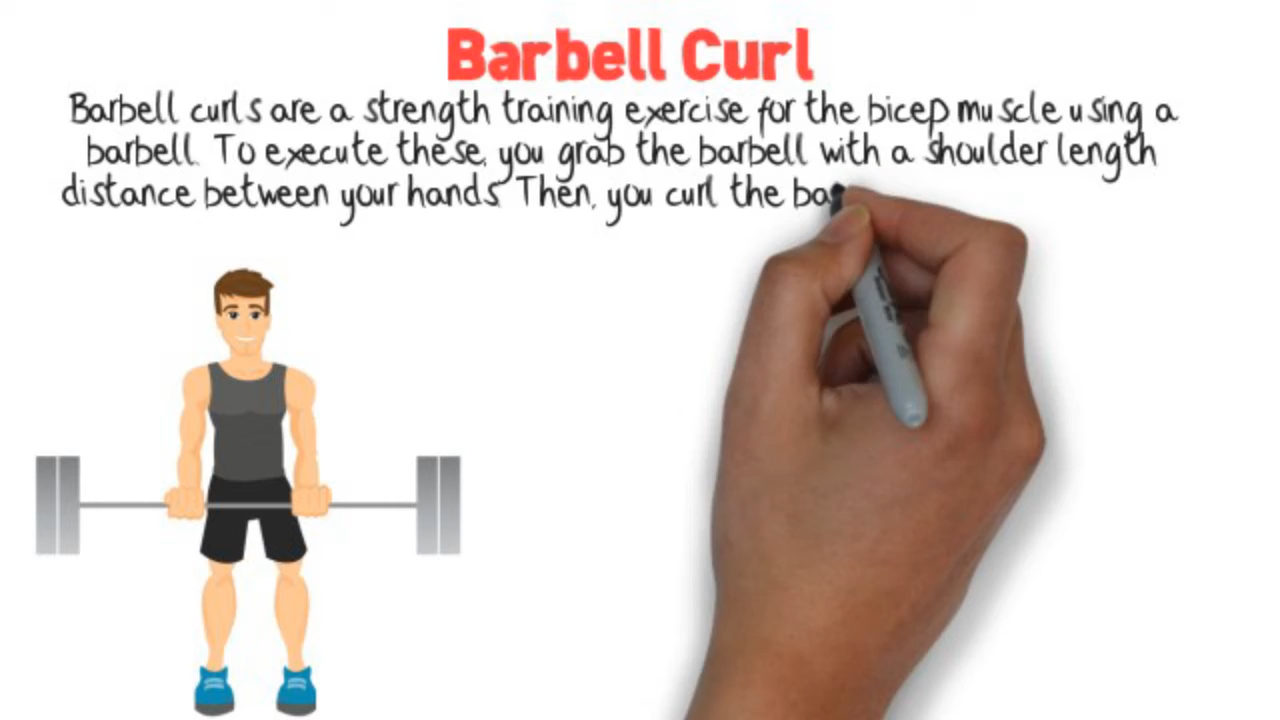 Barbell Curl
Barbell curls are a strength training exercise for the bicep muscle using a
barbell. To execute these, you grab the barbell with a shoulder length
distance between your hands. Then, you curl the ba